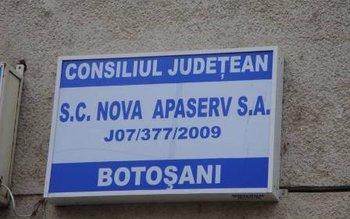 CONSILIUL JUDEȚEAN
S.C. NOVA APASERV S.A.
J07/377/2009
BOTOȘANI